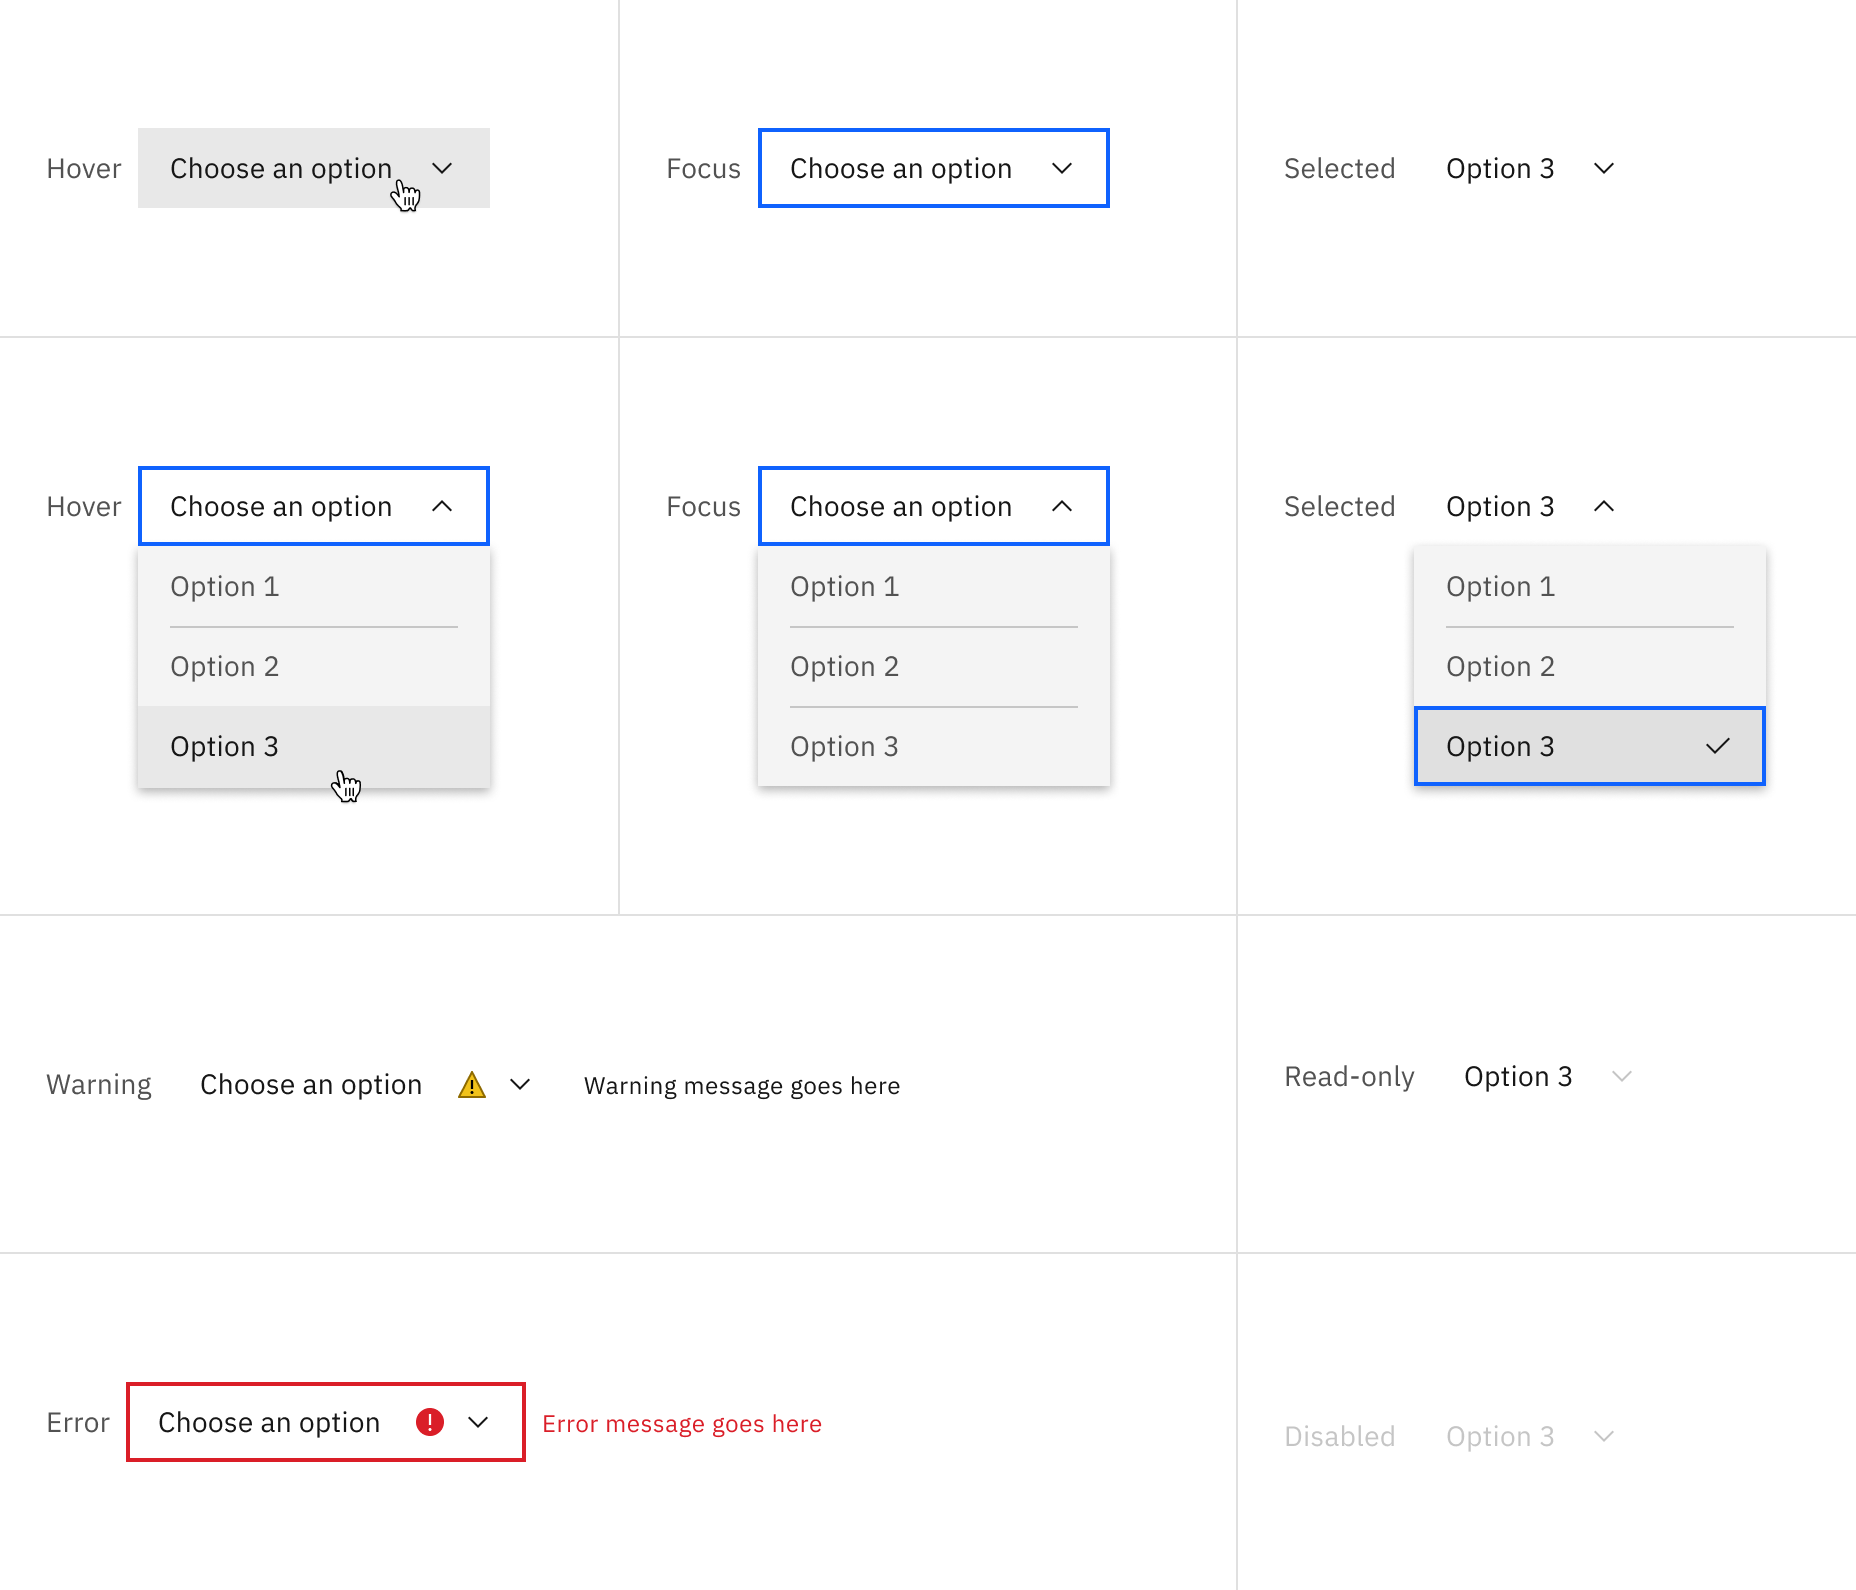 Hover Choose an option
Focus Choose an option
Selected Option 3
Hover Choose an option
Option 1
Option 2
Option 3
Focus Choose an option
Option 1
Option 2
Option 3
Selected Option 3
Option 1
Option 2
Option 3
Warning Choose an option Warning message goes here
Read-only Option 3
Error Choose an option Error message goes here
Disabled Option 3